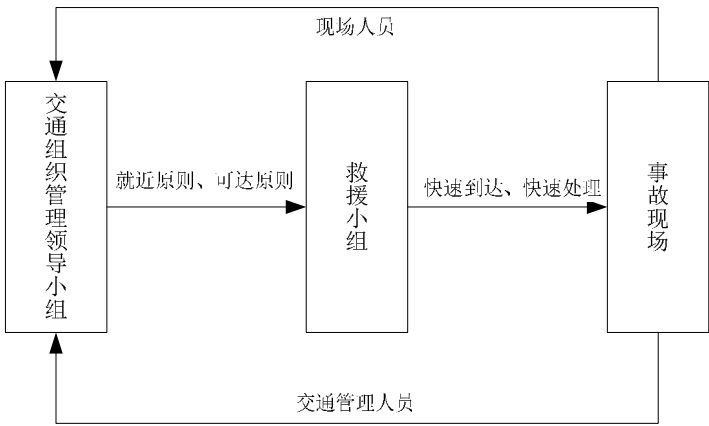 现场人员
交通组织管理领导小组
就近原则、可达原则
救援小组
快速到达、快速处理
事故现场
交通管理人员